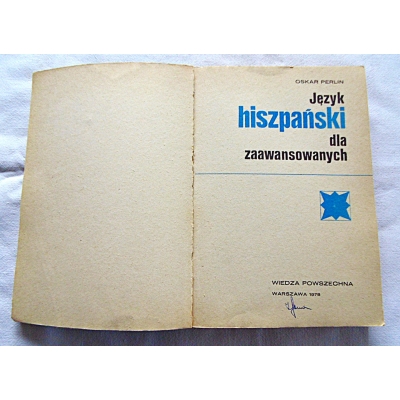 OSKAR PERLIN
Język
hiszpański
dla
zaawansowanych
WIEDZA POWSZECHNA
WARSZAWA 1978